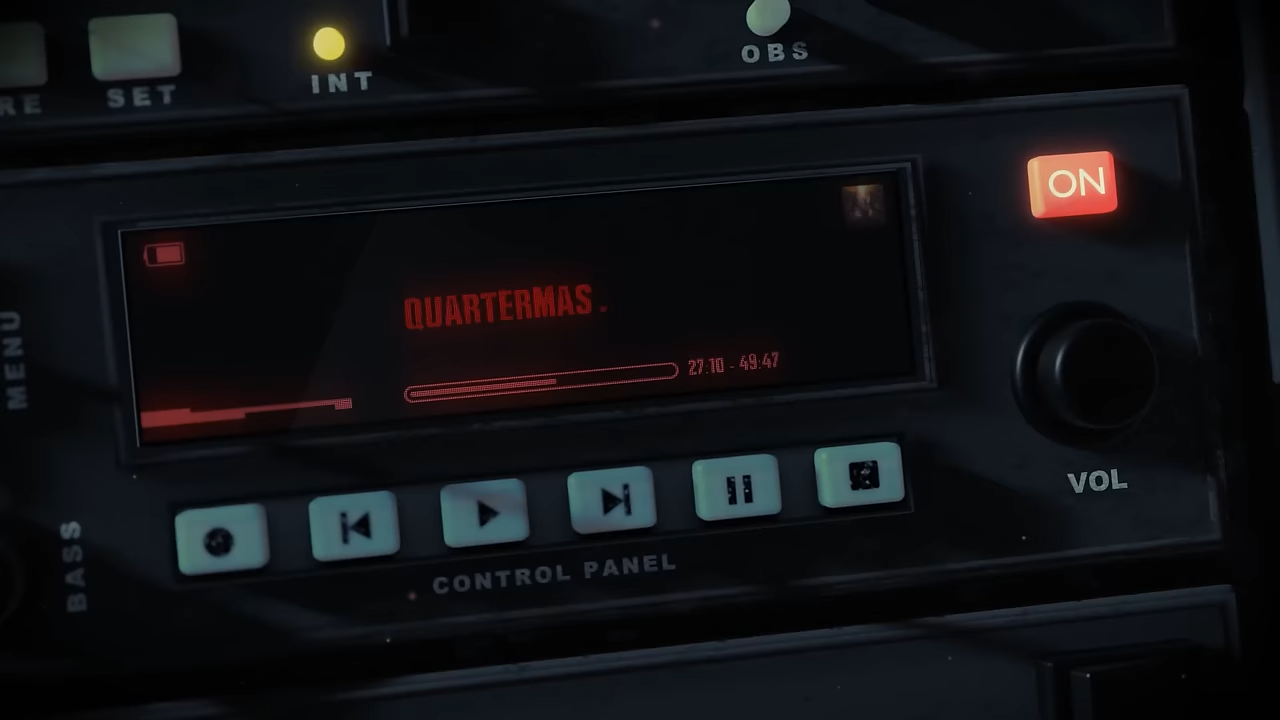 RE
SET
INT
OBS
ON
QUARTERMAS.
27:10 - 49:47
MENU
VOL
BASS
CONTROL PANEL